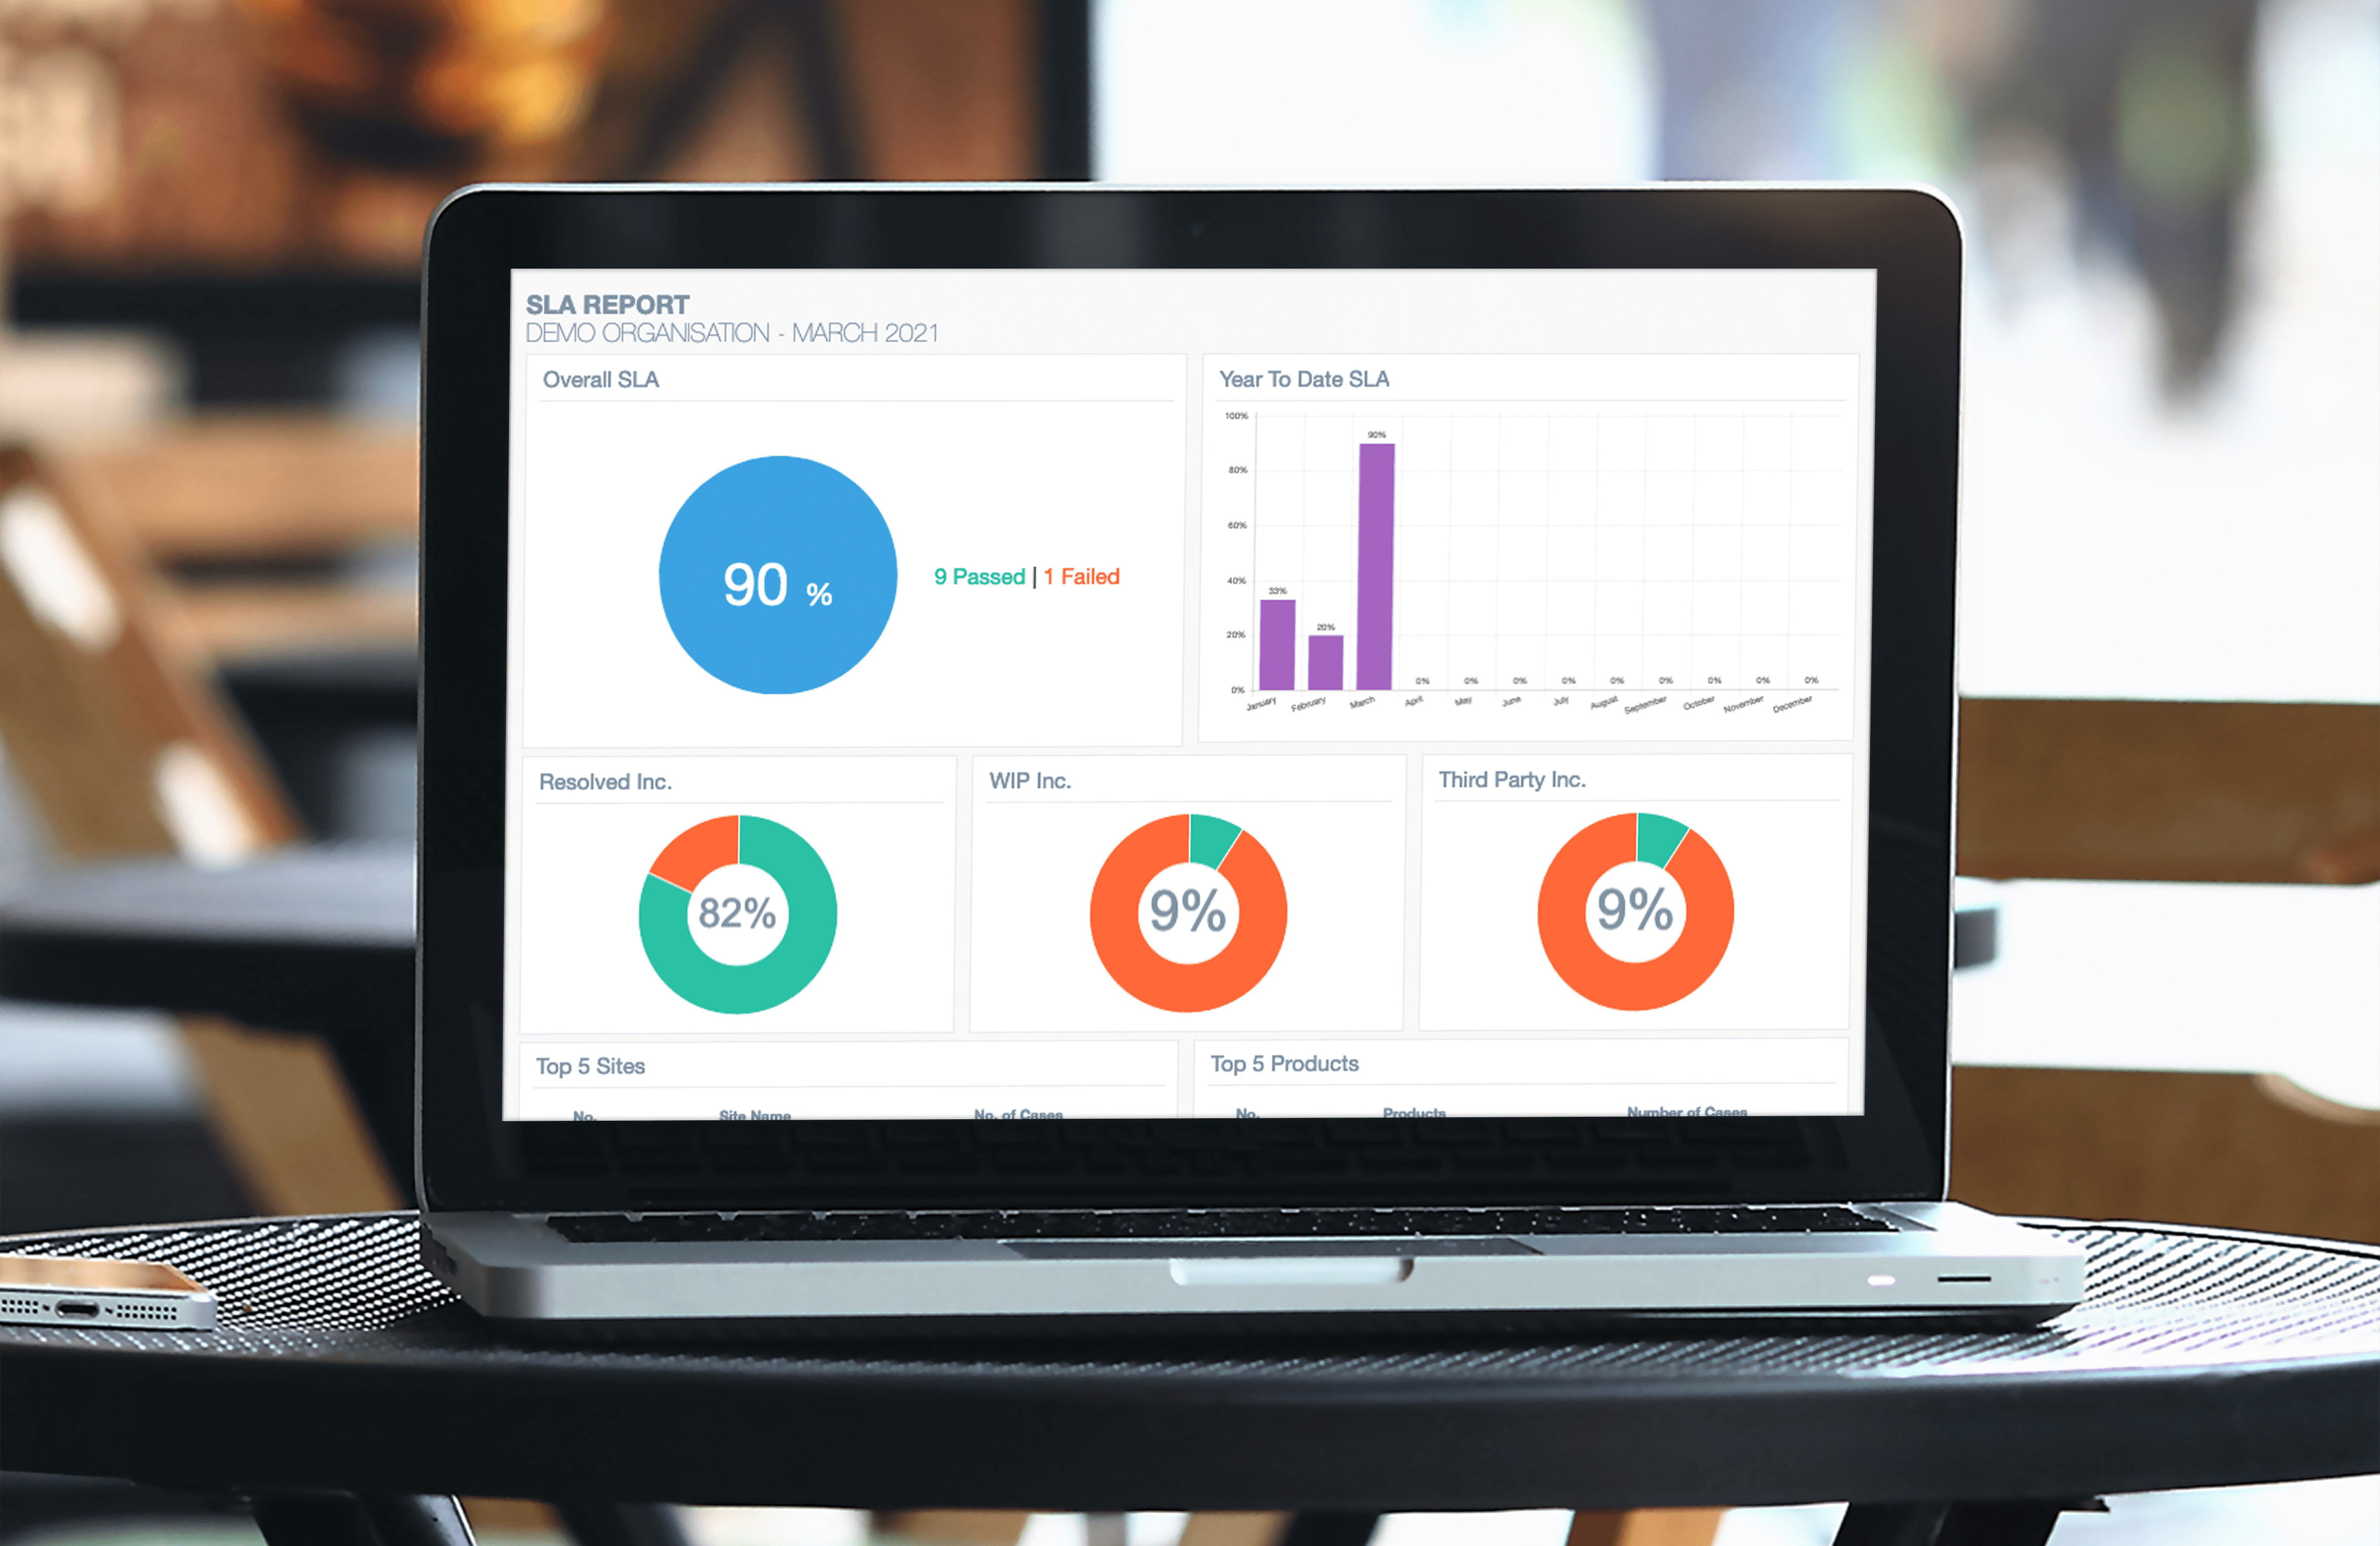 SLA REPORT
DEMO ORGANISATION - MARCH 2021
Overall SLA
90 %
9 Passed | 1 Failed
Year To Date SLA
100%
80%
60%
40%
20%
0%
33%
20%
90%
0%
0%
0%
0%
0%
0%
0%
0%
0%
January
February
March
April
May
June
July
August
September
October
November
December
Resolved Inc.
82%
WIP Inc.
9%
Third Party Inc.
9%
Top 5 Sites
No. Site Name No. of Cases
Top 5 Products
No. Products Number of Cases